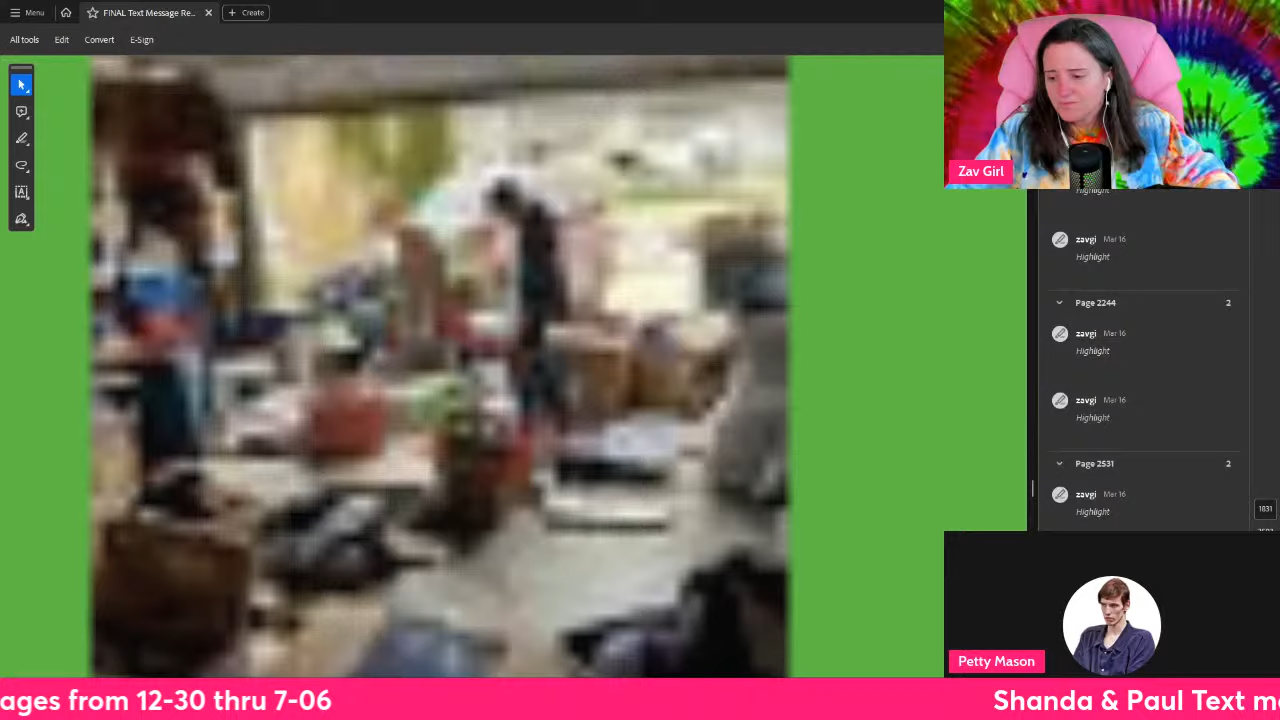 Menu
FINAL Text Message Re...
Create
All tools
Edit
Convert
E-Sign
Zav Girl
Highlight
zavgi Mar 16
Highlight
Page 2244 2
zavgi Mar 16
Highlight
zavgi Mar 16
Highlight
Page 2531 2
zavgi Mar 16
Highlight
1831
Petty Mason
ages from 12-30 thru 7-06
Shanda & Paul Text m